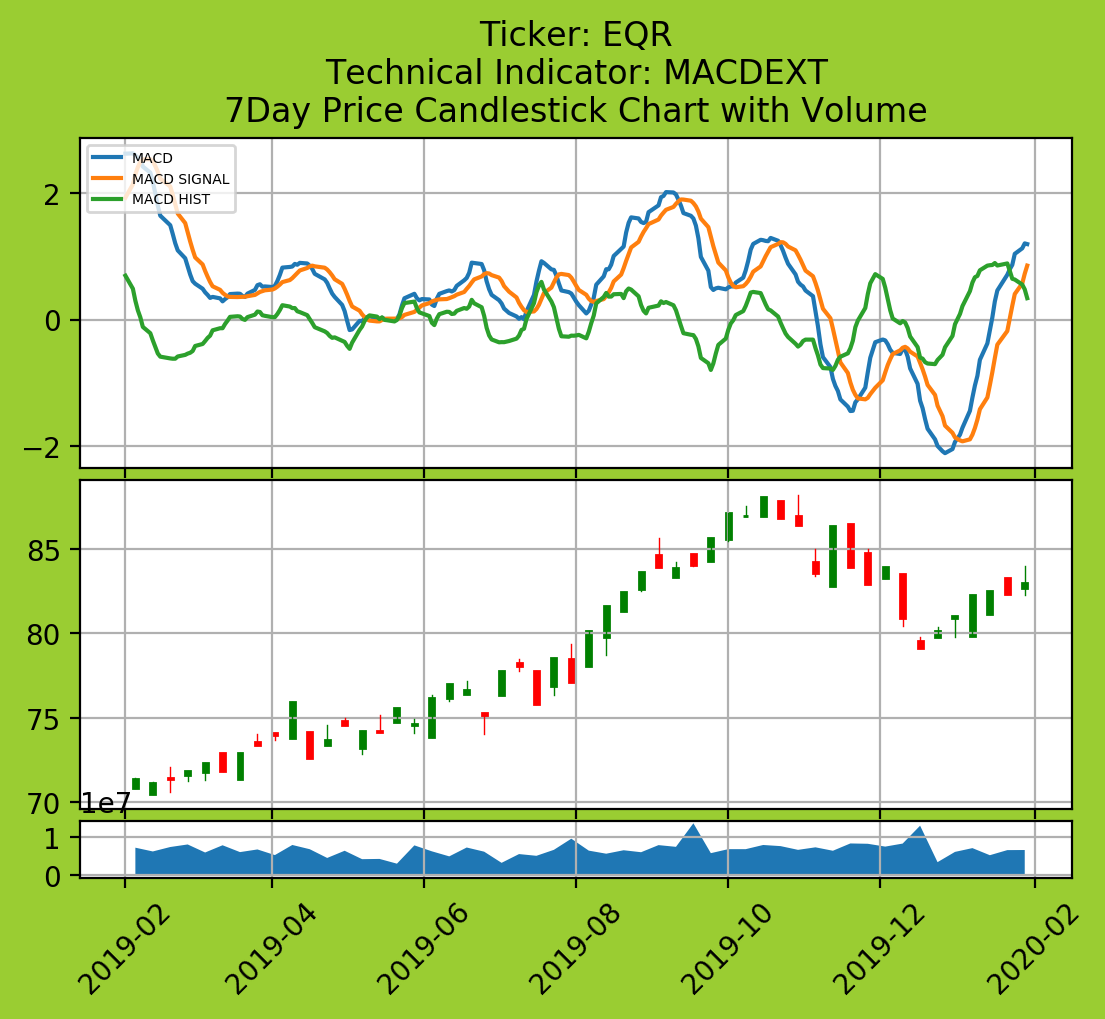 Ticker: EQR
Technical Indicator: MACDEXT
7Day Price Candlestick Chart with Volume
MACD
MACD SIGNAL
MACD HIST
2
0
−2
85
80
75
70
1e7
1
0
2019-02
2019-04
2019-06
2019-08
2019-10
2019-12
2020-02